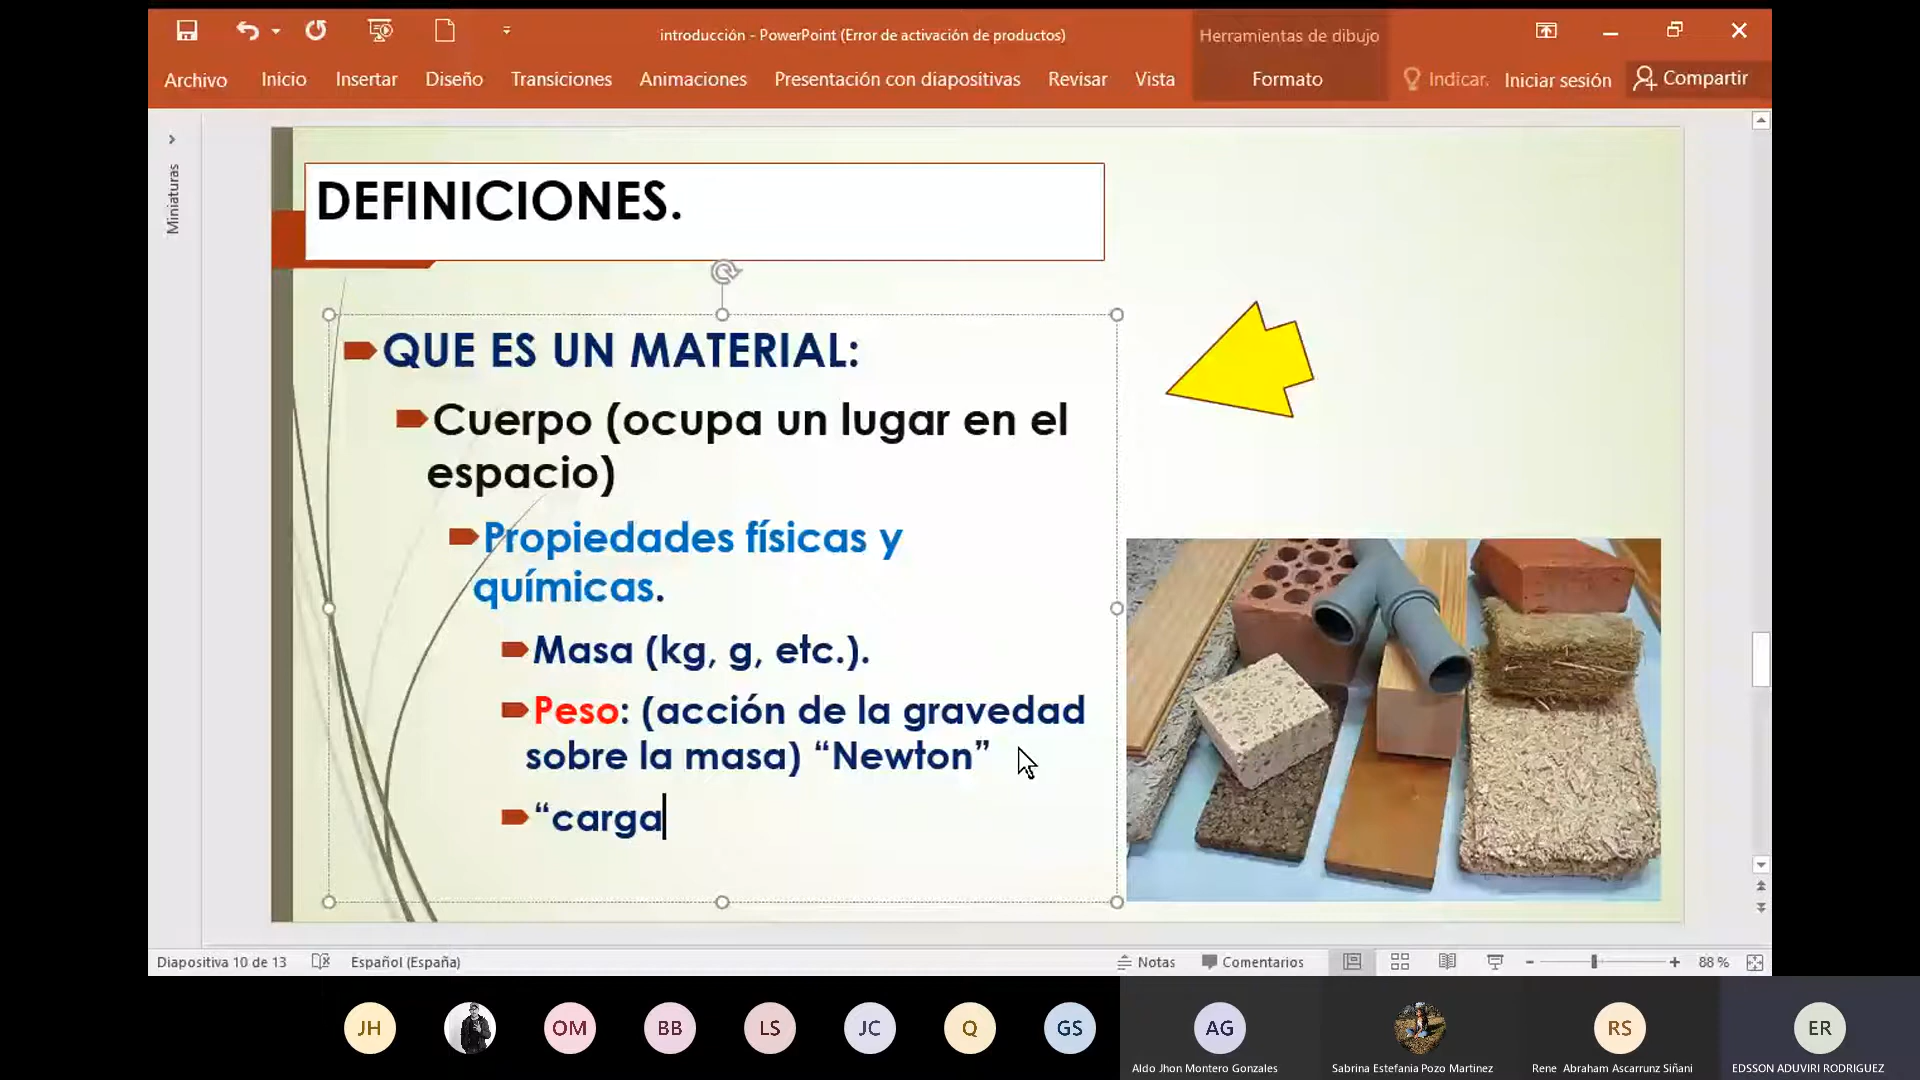 introducción - PowerPoint (Error de activación de productos)
Herramientas de dibujo
Archivo
Inicio
Insertar
Diseño
Transiciones
Animaciones
Presentación con diapositivas
Revisar
Vista
Formato
Indicar.
Iniciar sesión
Compartir
Miniaturas
DEFINICIONES.
QUE ES UN MATERIAL:
Cuerpo (ocupa un lugar en el
espacio)
Propiedades físicas y
químicas.
Masa (kg, g, etc.).
Peso: (acción de la gravedad
sobre la masa) “Newton”
“carga
Diapositiva 10 de 13
Español (España)
Notas
Comentarios
88 %
JH
OM
BB
LS
JC
Q
GS
AG
RS
ER
Aldo Jhon Montero Gonzales
Sabrina Estefania Pozo Martinez
Rene Abraham Ascarrunz Siñani
EDSSON ADUVIRI RODRIGUEZ